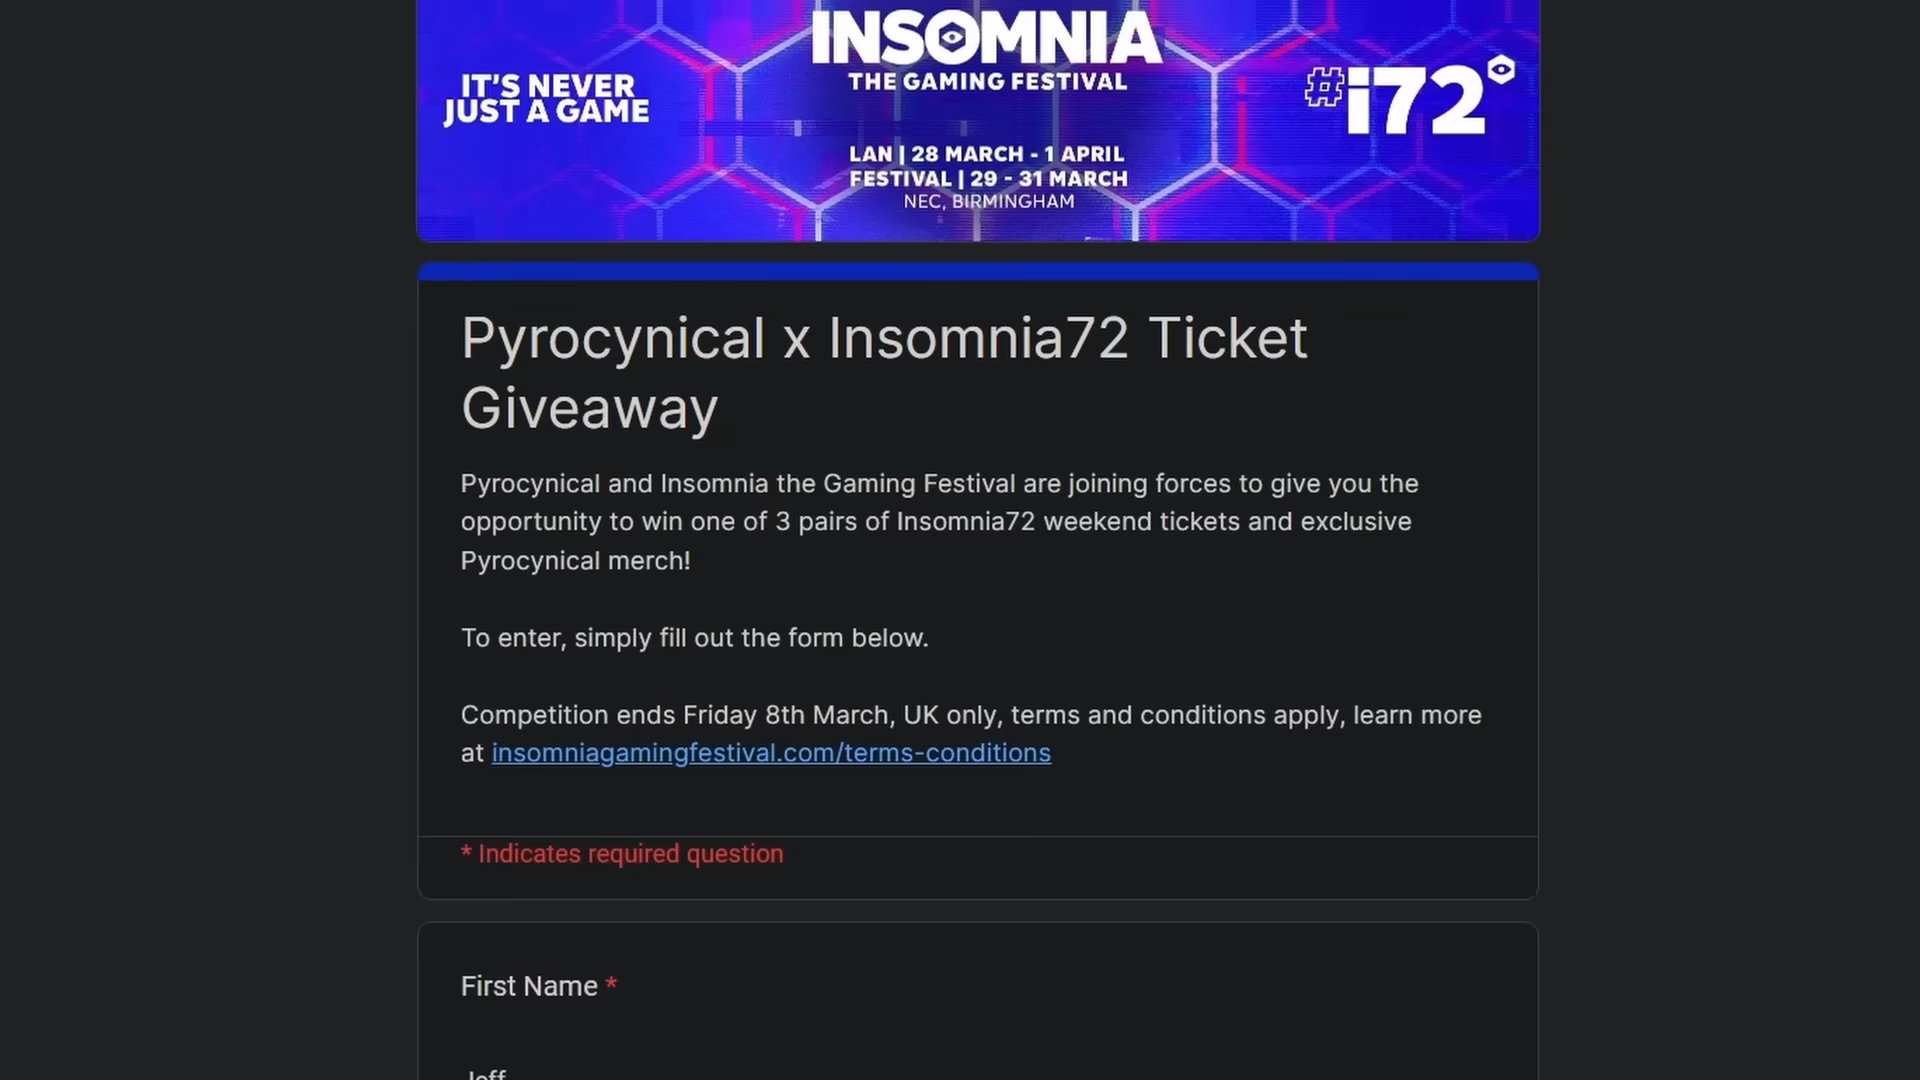 INSOMNIA
THE GAMING FESTIVAL
IT'S NEVER
JUST A GAME
#i72
LAN | 28 MARCH - 1 APRIL
FESTIVAL | 29 - 31 MARCH
NEC, BIRMINGHAM
Pyrocynical x Insomnia72 Ticket
Giveaway
Pyrocynical and Insomnia the Gaming Festival are joining forces to give you the
opportunity to win one of 3 pairs of Insomnia72 weekend tickets and exclusive
Pyrocynical merch!
To enter, simply fill out the form below.
Competition ends Friday 8th March, UK only, terms and conditions apply, learn more
at insomniagamingfestival.com/terms-conditions
* Indicates required question
First Name *
Jeff